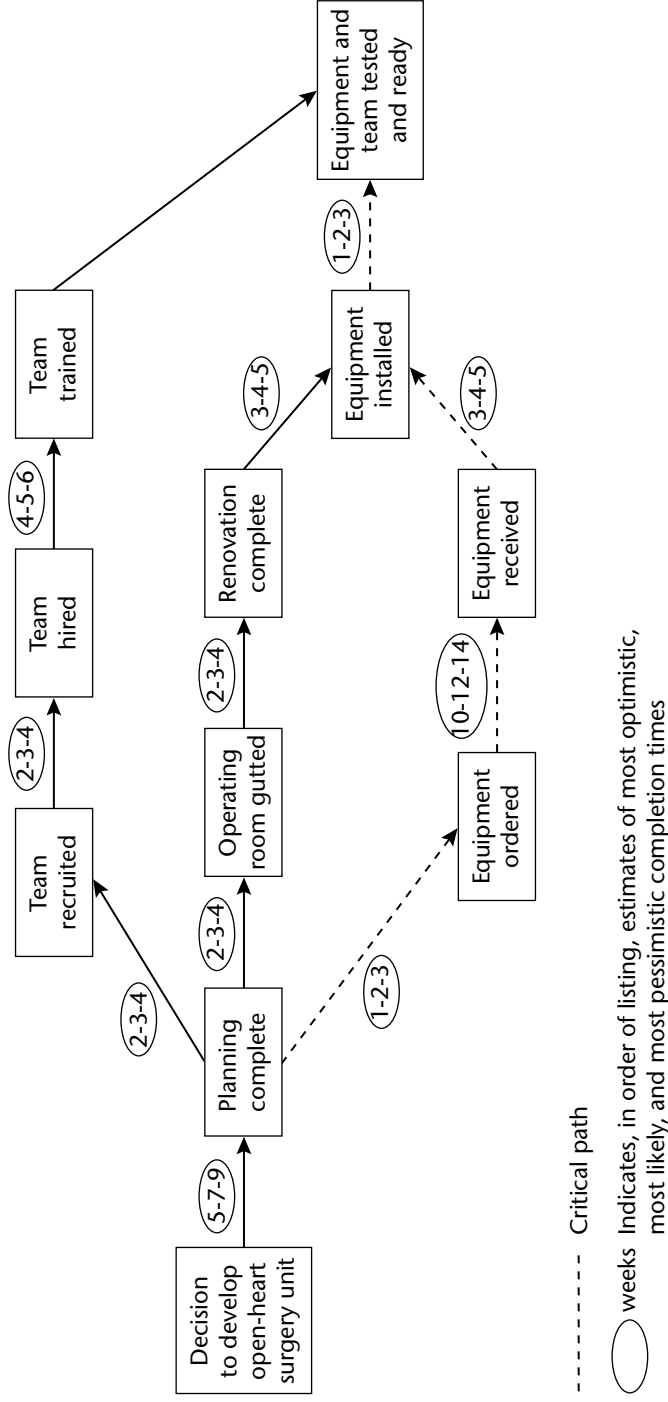 Decision
to develop
open-heart
surgery unit
5-7-9
Planning
complete
2-3-4
Team
recruited
2-3-4
Team
hired
4-5-6
Team
trained
2-3-4
Operating
room gutted
2-3-4
Renovation
complete
3-4-5
Equipment
installed
1-2-3
Equipment and
team tested
and ready
1-2-3
Equipment
ordered
10-12-14
Equipment
received
3-4-5
Critical path
weeks Indicates, in order of listing, estimates of most optimistic,
most likely, and most pessimistic completion times